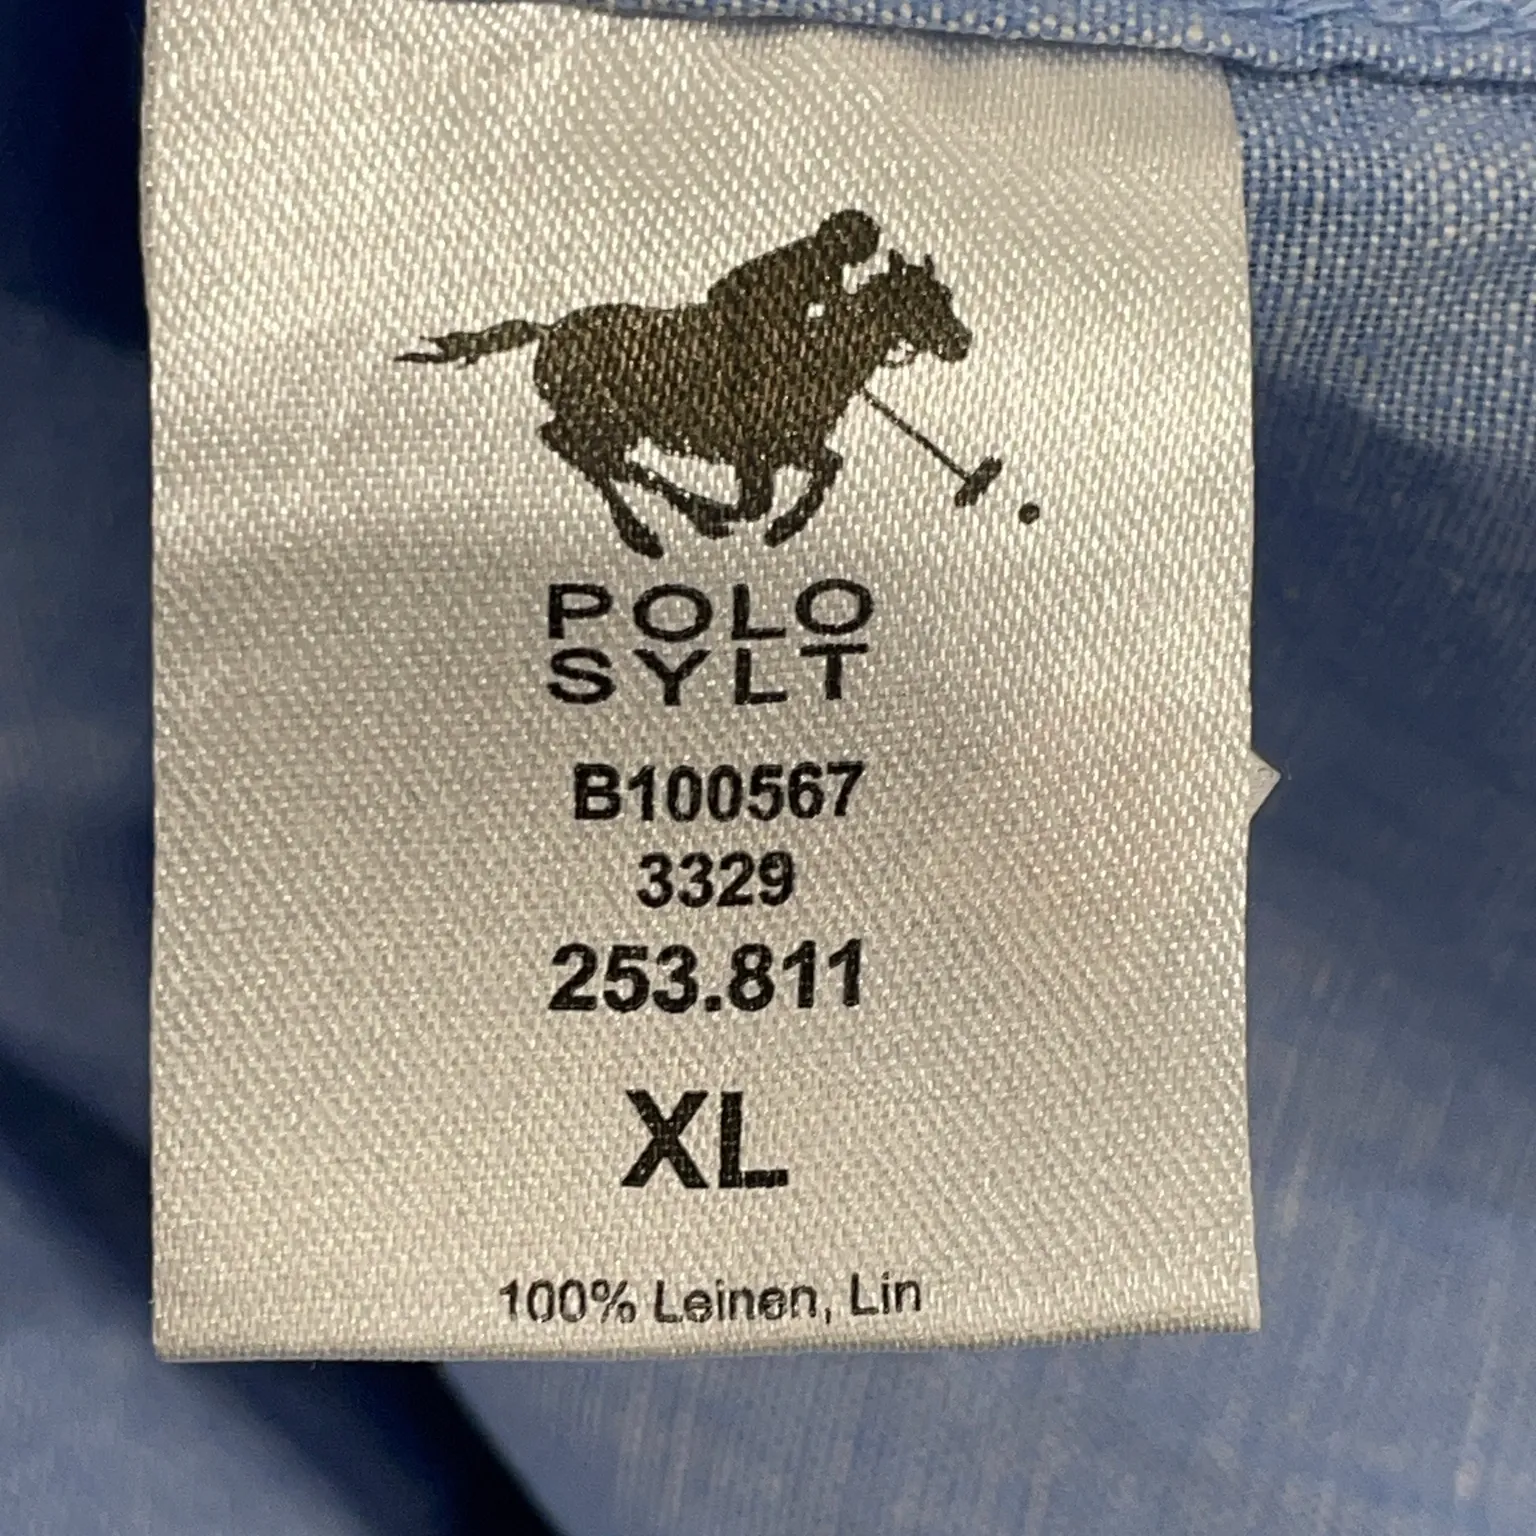 POLO
SYLT
B100567
3329
253.811
XL
100% Leinen, Lin